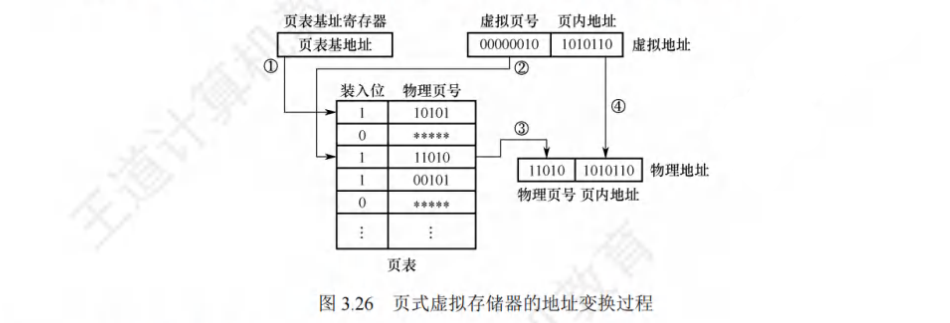 页表基址寄存器
页表基地址
①
虚拟页号 页内地址
00000010 1010110 虚拟地址
②
装入位 物理页号
1 10101
0 *****
1 11010
1 00101
0 *****
⋮ ⋮
页表
③
④
11010 1010110 物理地址
物理页号 页内地址
图 3.26 页式虚拟存储器的地址变换过程
王道计算机教育
教育